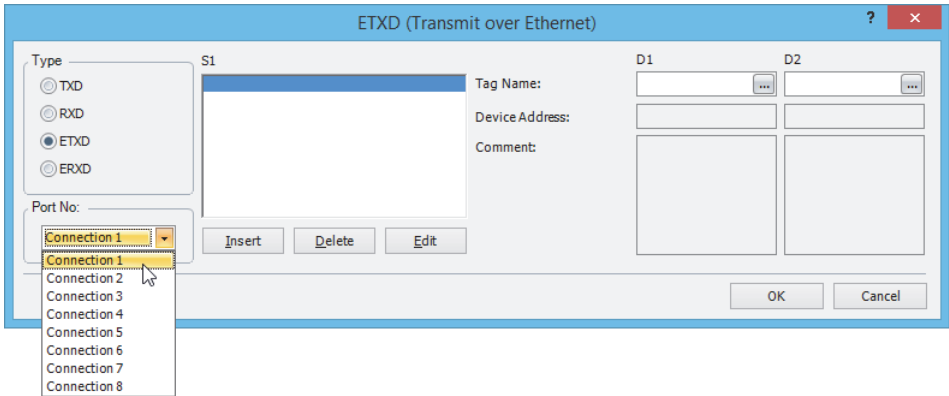 ETXD (Transmit over Ethernet)
?
×
Type
TXD
RXD
ETXD
ERXD
Port No:
Connection 1
Connection 1
Connection 2
Connection 3
Connection 4
Connection 5
Connection 6
Connection 7
Connection 8
S1
Insert
Delete
Edit
D1
D2
Tag Name:
...
...
Device Address:
Comment:
OK
Cancel